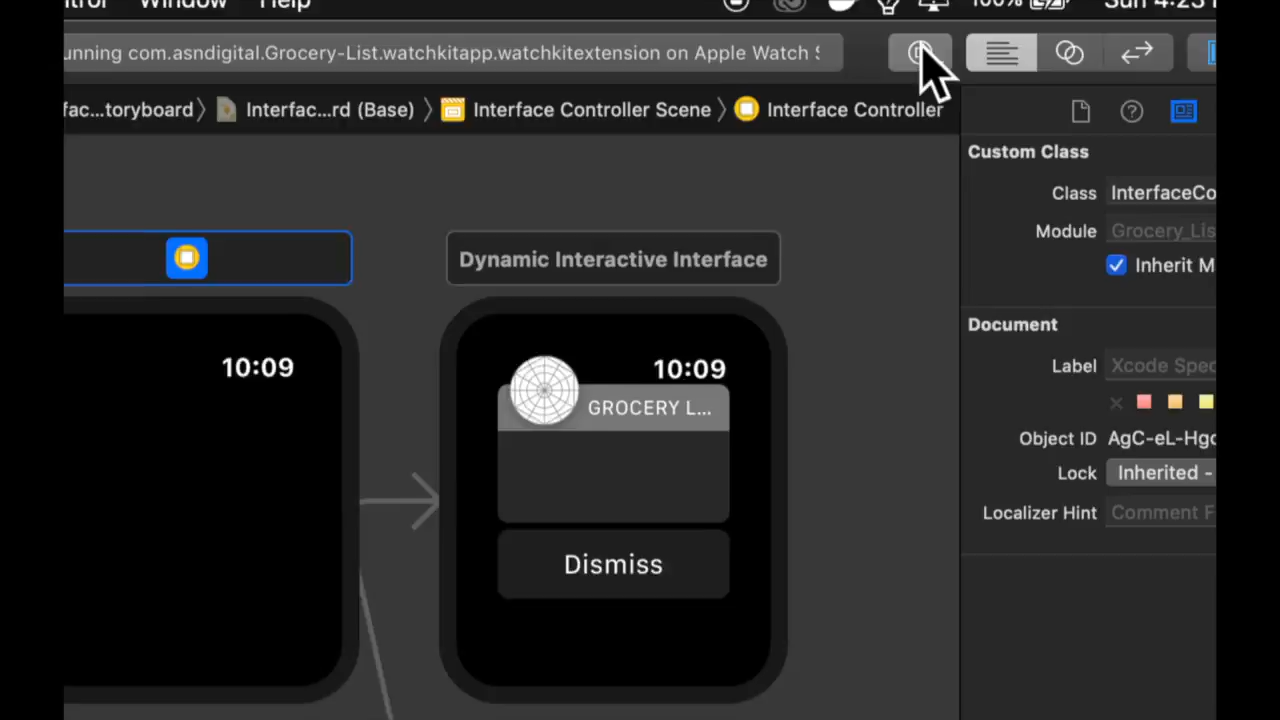 Window Help 100% Sun 4:23
unning com.asndigital.Grocery-List.watchkitapp.watchkitextension on Apple Watch S
fac...toryboard〉 Interfac...rd (Base) 〉 Interface Controller Scene 〉 Interface Controller
Custom Class
Class InterfaceCo
Module Grocery_Lis
Inherit M
Dynamic Interactive Interface
Document
10:09
10:09
Label Xcode Spec
GROCERY L...
Object ID AgC-eL-Hgc
Lock Inherited -
Localizer Hint Comment F
Dismiss